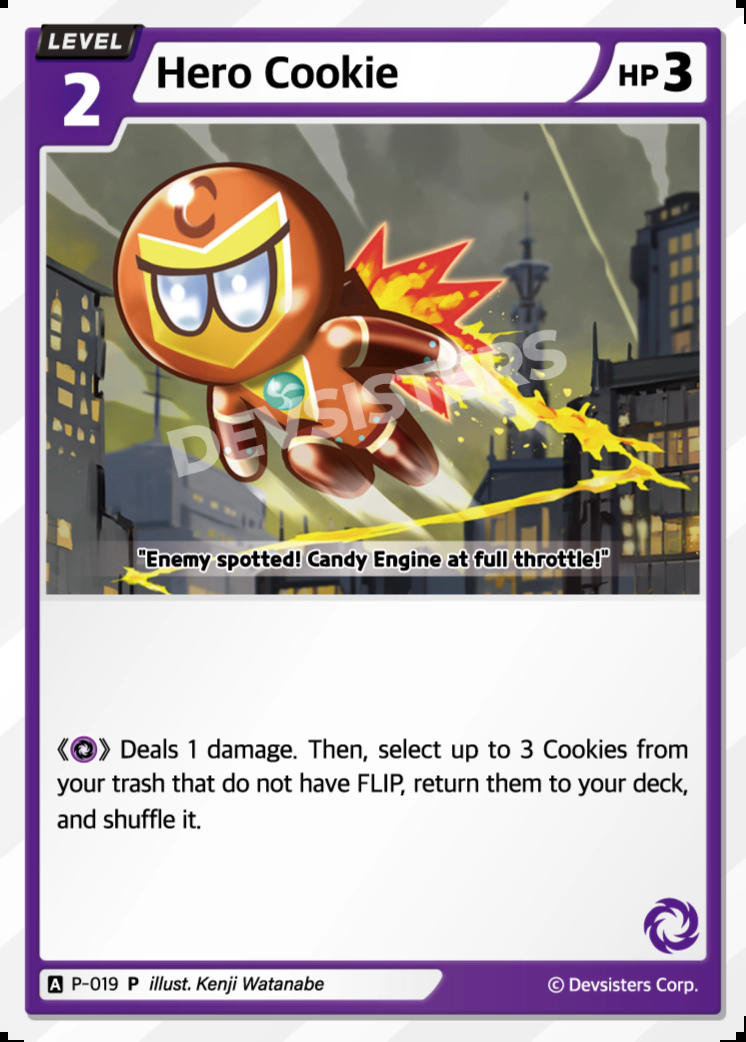 LEVEL
2
Hero Cookie
HP 3
C
DEVSISTERS
"Enemy spotted! Candy Engine at full throttle!"
《 》 Deals 1 damage. Then, select up to 3 Cookies from
your trash that do not have FLIP, return them to your deck,
and shuffle it.
A P-019 P illust. Kenji Watanabe
© Devsisters Corp.